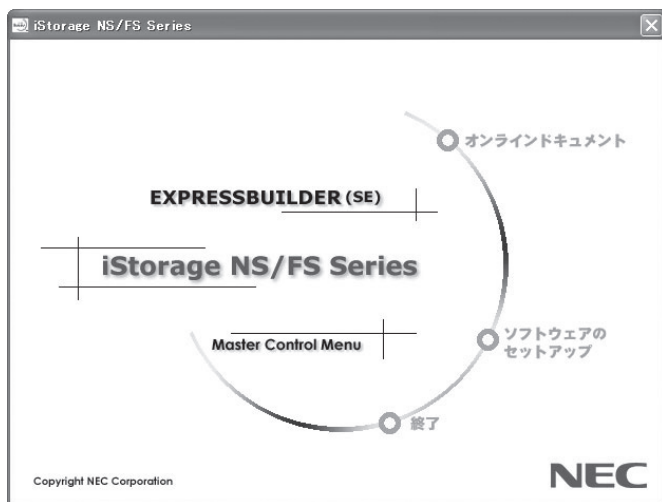 iStorage NS/FS Series
オンラインドキュメント
EXPRESSBUILDER (SE)
iStorage NS/FS Series
Master Control Menu
ソフトウェアの
セットアップ
終了
Copyright NEC Corporation
NEC